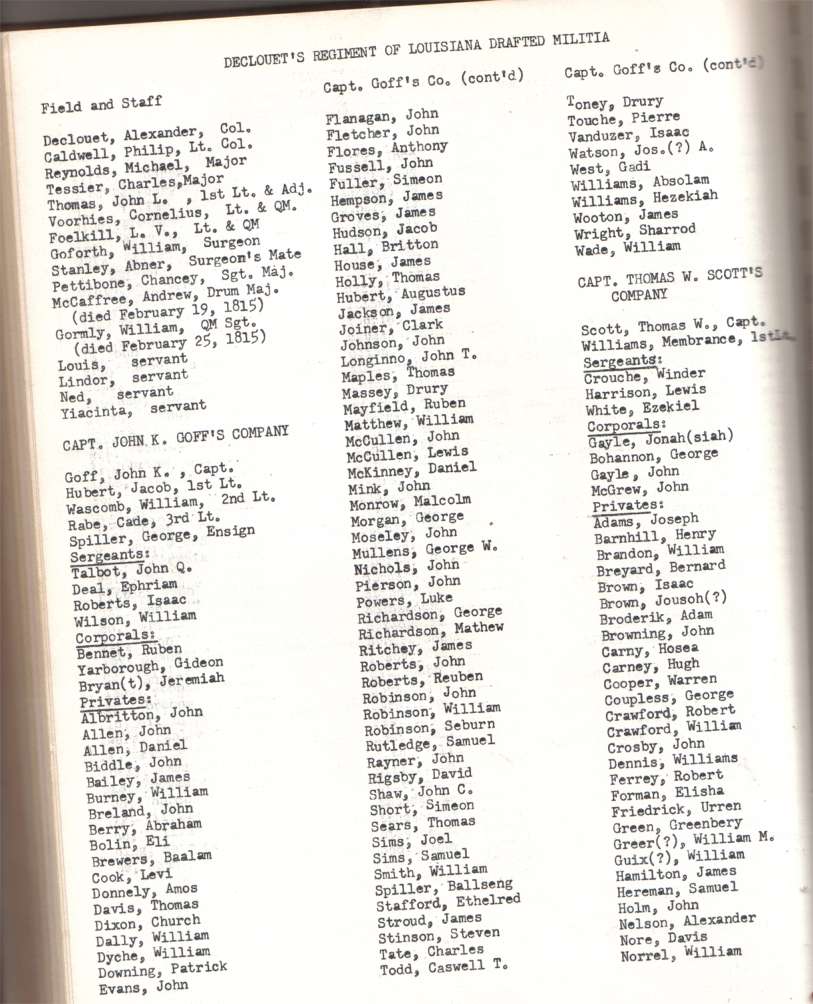 DECLOUET'S REGIMENT OF LOUISIANA DRAFTED MILITIA
Field and Staff
Declouet, Alexander, Col.
Caldwell, Philip, Lt. Col.
Reynolds, Michael, Major
Tessier, Charles,Major
Thomas, John L. , 1st Lt. & Adj.
Voorhies, Cornelius, Lt. & QM.
Foelkill, L. V., Lt. & QM
Goforth, William, Surgeon
Stanley, Abner, Surgeon's Mate
Pettibone, Chancey, Sgt. Maj.
McCaffree, Andrew, Drum Maj.
(died February 19, 1815)
Gormly, William, QM Sgt.
(died February 25, 1815)
Louis, servant
Lindor, servant
Ned, servant
Yiacinta, servant
CAPT. JOHN K. GOFF'S COMPANY
Goff, John K. , Capt.
Hubert, Jacob, 1st Lt.
Wascomb, William, 2nd Lt.
Rabe, Cade, 3rd Lt.
Spiller, George, Ensign
Sergeants:
Talbot, John Q.
Deal, Ephriam
Roberts, Isaac
Wilson, William
Corporals:
Bennet, Ruben
Yarborough, Gideon
Bryan(t), Jeremiah
Privates:
Albritton, John
Allen, John
Allen, Daniel
Biddle, John
Bailey, James
Burney, William
Breland, John
Berry, Abraham
Bolin, Eli
Brewers, Baalam
Cook, Levi
Donnely, Amos
Davis, Thomas
Dixon, Church
Dally, William
Dyche, William
Downing, Patrick
Evans, John
Capt. Goff's Co. (cont'd)
Flanagan, John
Fletcher, John
Flores, Anthony
Fussell, John
Fuller, Simeon
Hempson, James
Groves, James
Hudson, Jacob
Hall, Britton
House, James
Holly, Thomas
Hubert, Augustus
Jackson, James
Joiner, Clark
Johnson, John
Longinno, John T.
Maples, Thomas
Massey, Drury
Mayfield, Ruben
Matthew, William
McCullen, John
McCullen, Lewis
McKinney, Daniel
Mink, John
Monrow, Malcolm
Morgan, George
Moseley, John
Mullens, George W.
Nichols, John
Pierson, John
Powers, Luke
Richardson, George
Richardson, Mathew
Ritchey, James
Roberts, John
Roberts, Reuben
Robinson, John
Robinson, William
Robinson, Seburn
Rutledge, Samuel
Rayner, John
Rigsby, David
Shaw, John C.
Short, Simeon
Sears, Thomas
Sims, Joel
Sims, Samuel
Smith, William
Spiller, Ballseng
Stafford, Ethelred
Stroud, James
Stinson, Steven
Tate, Charles
Todd, Caswell T.
Capt. Goff's Co. (cont'd)
Toney, Drury
Touche, Pierre
Vanduzer, Isaac
Watson, Jos.(?) A.
West, Gadi
Williams, Absolam
Williams, Hezekiah
Wooton, James
Wright, Sharrod
Wade, William
CAPT. THOMAS W. SCOTT'S
COMPANY
Scott, Thomas W., Capt.
Williams, Membrance, 1stLt.
Sergeants:
Crouche, Winder
Harrison, Lewis
White, Ezekiel
Corporals:
Gayle, Jonah(siah)
Bohannon, George
Gayle , John
McGrew, John
Privates:
Adams, Joseph
Barnhill, Henry
Brandon, William
Breyard, Bernard
Brown, Isaac
Brown, Jousoh(?)
Broderik, Adam
Browning, John
Carny, Hosea
Carney, Hugh
Cooper, Warren
Coupless, George
Crawford, Robert
Crawford, William
Crosby, John
Dennis, Williams
Ferrey, Robert
Forman, Elisha
Friedrick, Urren
Green, Greenbery
Greer(?), William M.
Guix(?), William
Hamilton, James
Hereman, Samuel
Holm, John
Nelson, Alexander
Nore, Davis
Norrel, William